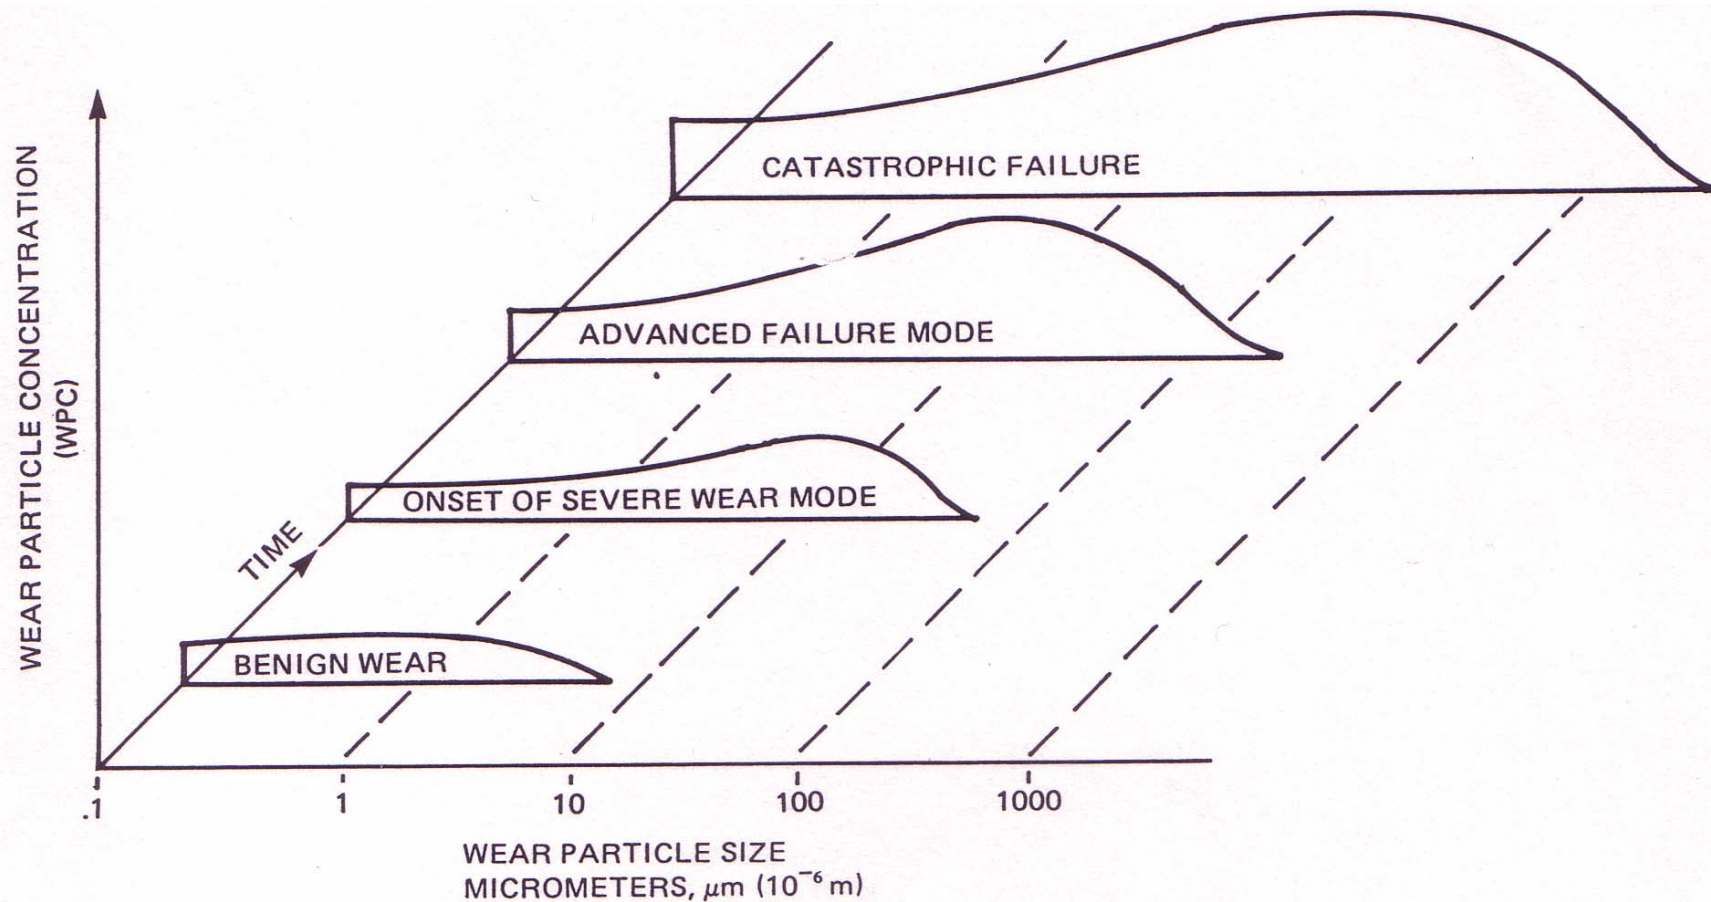 CATASTROPHIC FAILURE
ADVANCED FAILURE MODE
ONSET OF SEVERE WEAR MODE
BENIGN WEAR
TIME
WEAR PARTICLE CONCENTRATION
(WPC)
.1
1
10
100
1000
WEAR PARTICLE SIZE
MICROMETERS, μm (10⁻⁶ m)